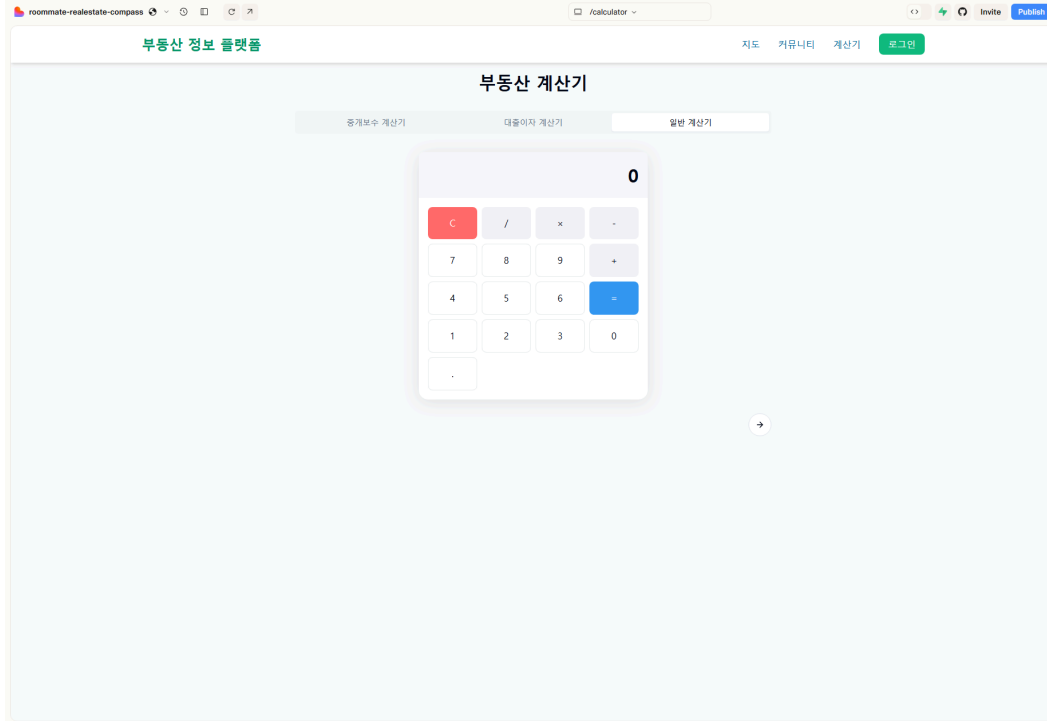 roommate-realestate-compass
/calculator
Invite
Publish
부동산 정보 플랫폼
지도 커뮤니티 계산기 로그인
부동산 계산기
중개보수 계산기 대출이자 계산기 일반 계산기
0
C / × -
7 8 9 +
4 5 6 =
1 2 3 0
.